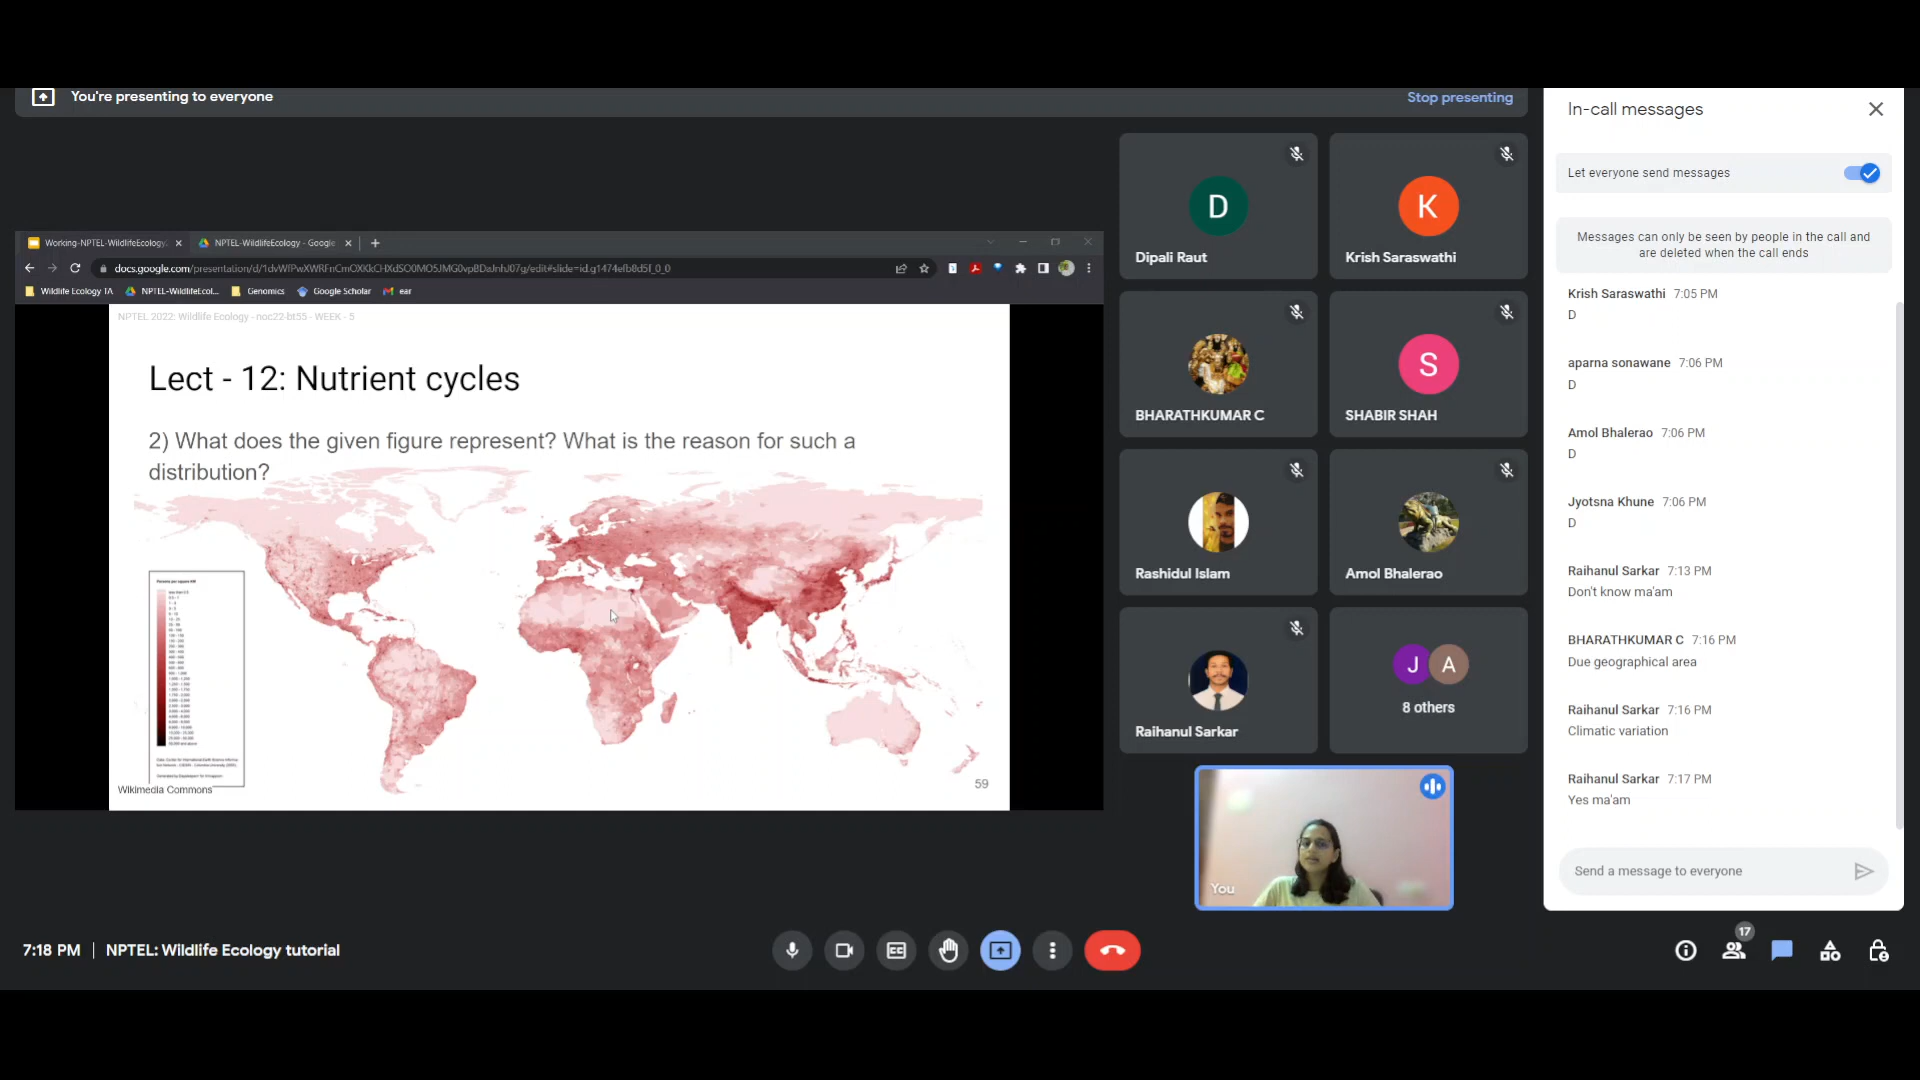 You're presenting to everyone
Stop presenting
Working-NPTEL-WildlifeEcology
NPTEL-WildlifeEcology - Google
Wildlife Ecology TA
NPTEL-WildlifeEcol...
Genomics
Google Scholar
ear
NPTEL 2022: Wildlife Ecology - noc22-bt55 - WEEK - 5
Lect - 12: Nutrient cycles
2) What does the given figure represent? What is the reason for such a
distribution?
Persons per square KM
Wikimedia Commons
59
D
Dipali Raut
K
Krish Saraswathi
BHARATHKUMAR C
S
SHABIR SHAH
Rashidul Islam
Amol Bhalerao
Raihanul Sarkar
J
A
8 others
You
In-call messages
Let everyone send messages
Messages can only be seen by people in the call and
are deleted when the call ends
Krish Saraswathi 7:05 PM
D
aparna sonawane 7:06 PM
D
Amol Bhalerao 7:06 PM
D
Jyotsna Khune 7:06 PM
D
Raihanul Sarkar 7:13 PM
Don't know ma'am
BHARATHKUMAR C 7:16 PM
Due geographical area
Raihanul Sarkar 7:16 PM
Climatic variation
Raihanul Sarkar 7:17 PM
Yes ma'am
Send a message to everyone
7:18 PM | NPTEL: Wildlife Ecology tutorial
17